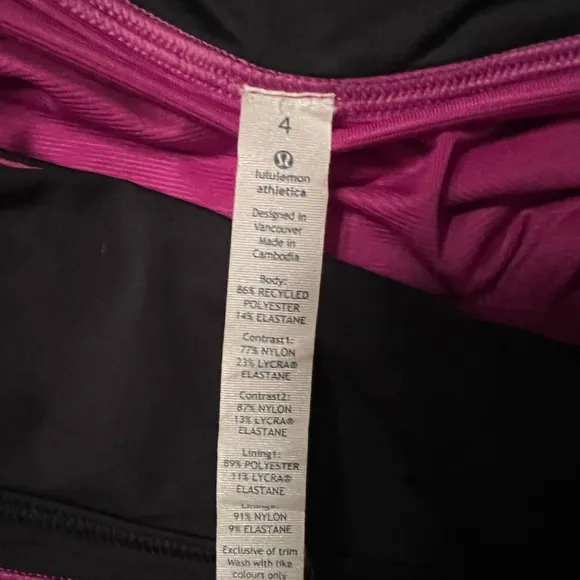 4
lululemon
athletica
Designed in
Vancouver
Made in
Cambodia
Body:
86% RECYCLED
POLYESTER
14% ELASTANE
Contrast1:
77% NYLON
23% LYCRA®
ELASTANE
Contrast2:
87% NYLON
13% LYCRA®
ELASTANE
Lining1:
89% POLYESTER
11% LYCRA®
ELASTANE
91% NYLON
9% ELASTANE
Exclusive of trim
Wash with like
colours only